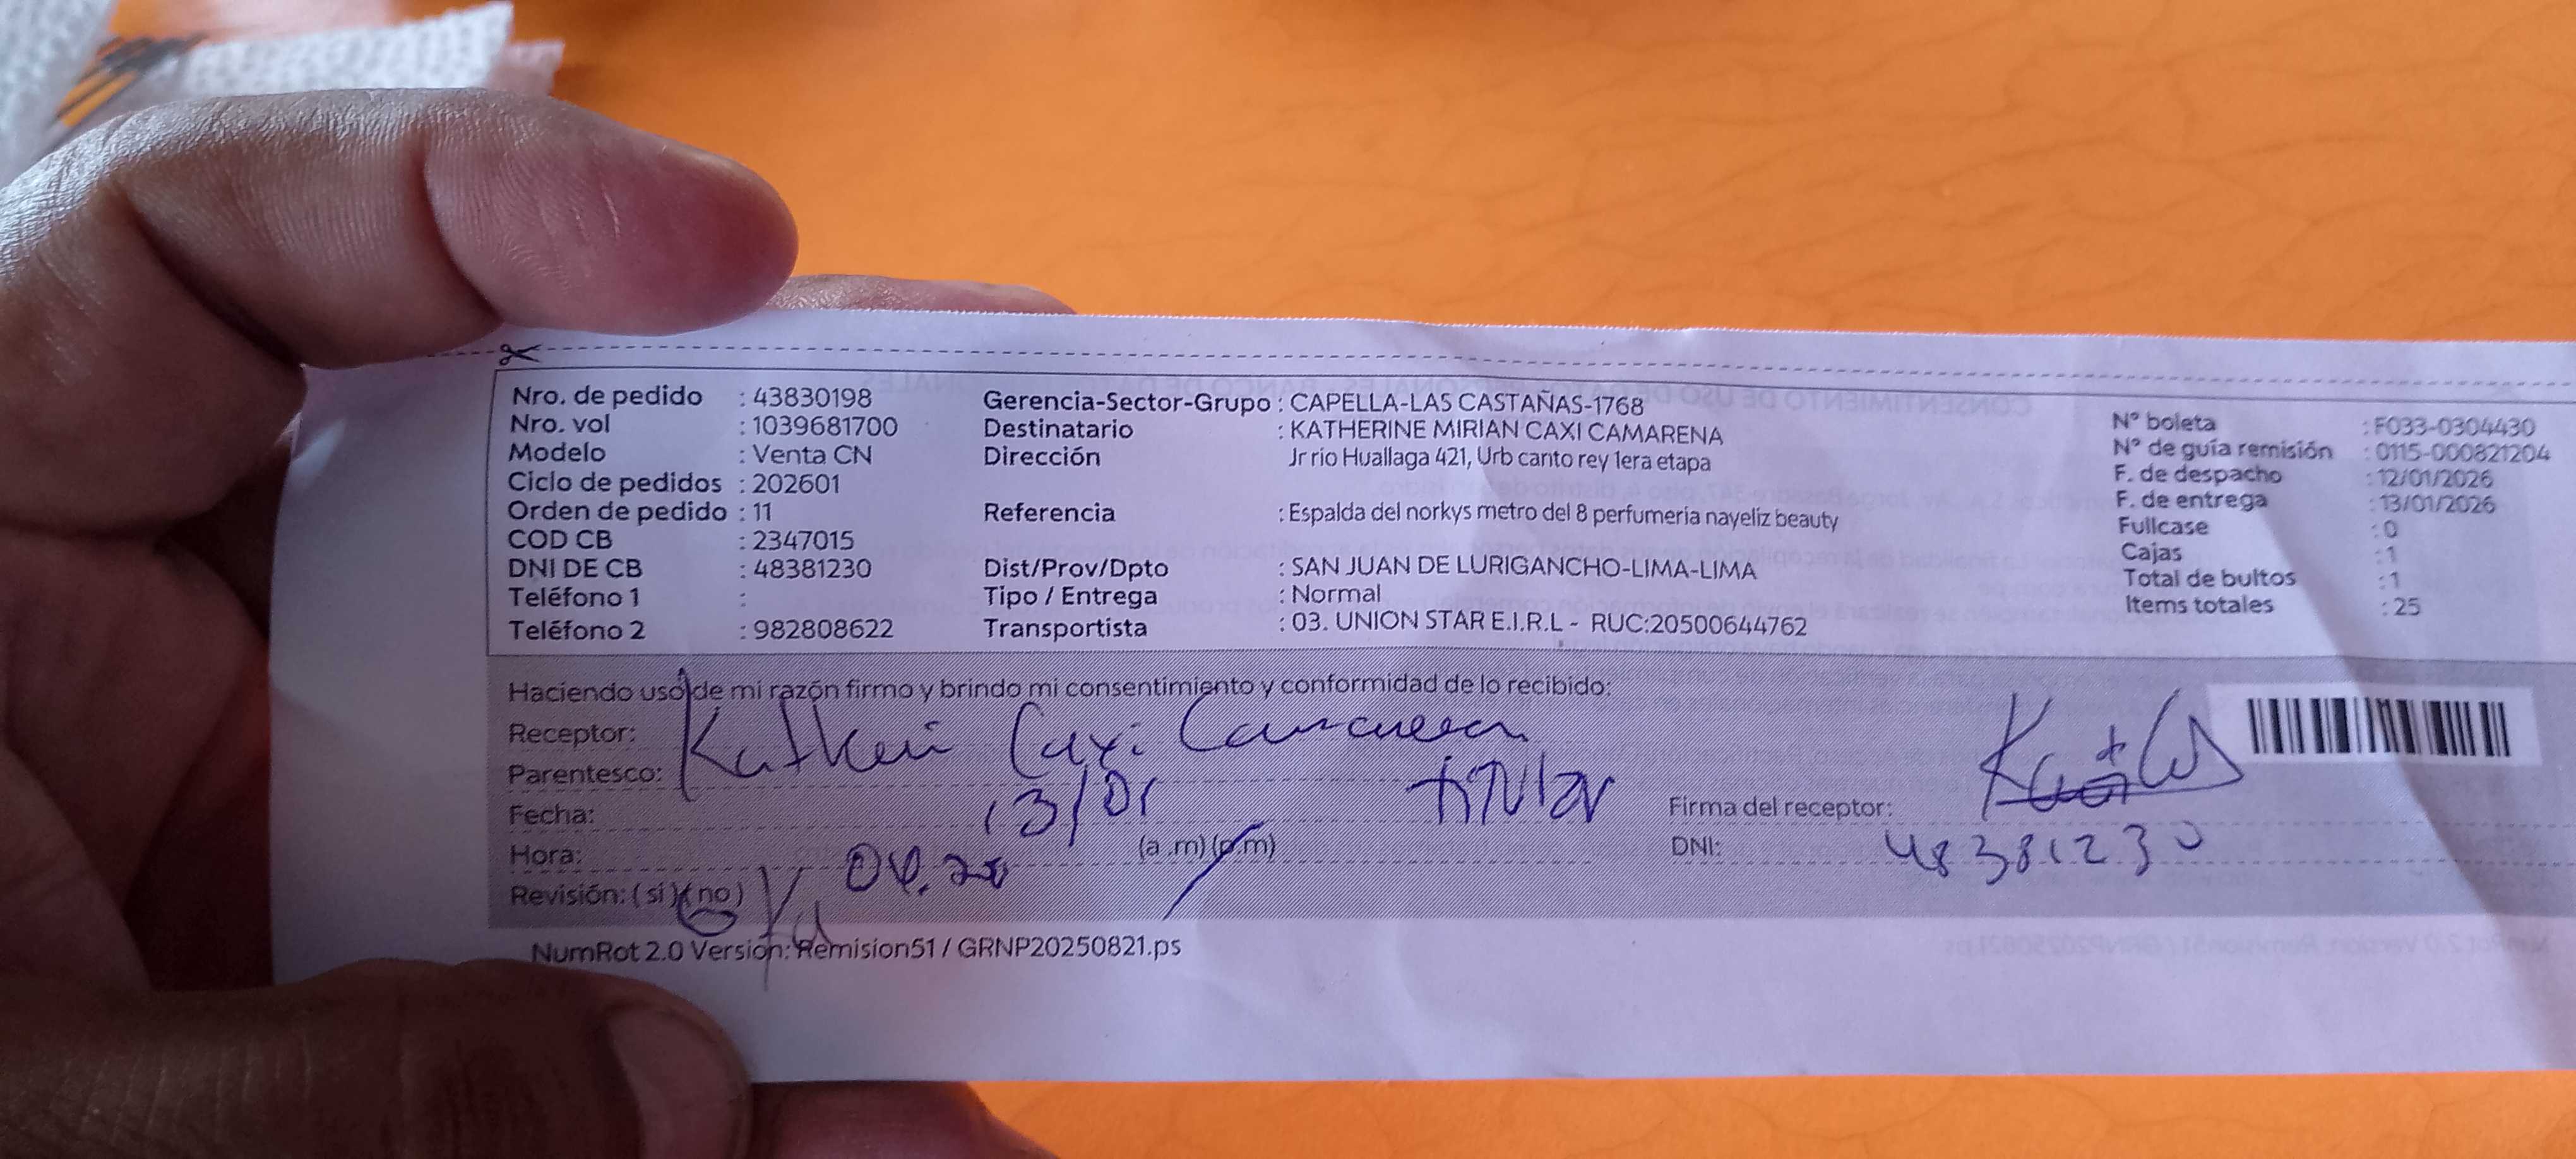 Nro. de pedido : 43830198
Nro. vol : 1039681700
Modelo : Venta CN
Ciclo de pedidos : 202601
Orden de pedido : 11
COD CB : 2347015
DNI DE CB : 48381230
Teléfono 1 :
Teléfono 2 : 982808622
Gerencia-Sector-Grupo : CAPELLA-LAS CASTAÑAS-1768
Destinatario : KATHERINE MIRIAN CAXI CAMARENA
Dirección Jr rio Huallaga 421, Urb canto rey 1era etapa
Referencia : Espalda del norkys metro del 8 perfumeria nayeliz beauty
Dist/Prov/Dpto : SAN JUAN DE LURIGANCHO-LIMA-LIMA
Tipo / Entrega : Normal
Transportista : 03. UNION STAR E.I.R.L - RUC:20500644762
N° boleta : F033-0304430
N° de guía remisión : 0115-000821204
F. de despacho : 12/01/2026
F. de entrega : 13/01/2026
Fullcase : 0
Cajas : 1
Total de bultos : 1
Items totales : 25
Haciendo uso de mi razón firmo y brindo mi consentimiento y conformidad de lo recibido:
Receptor: Caxi
Parentesco: titular
Fecha: 13/01
Hora: 04.20 (a .m) (p.m)
Revisión: ( si ) ( no )
Firma del receptor:
DNI: 48381230
NumRot 2.0 Version: Remision51 / GRNP20250821.ps